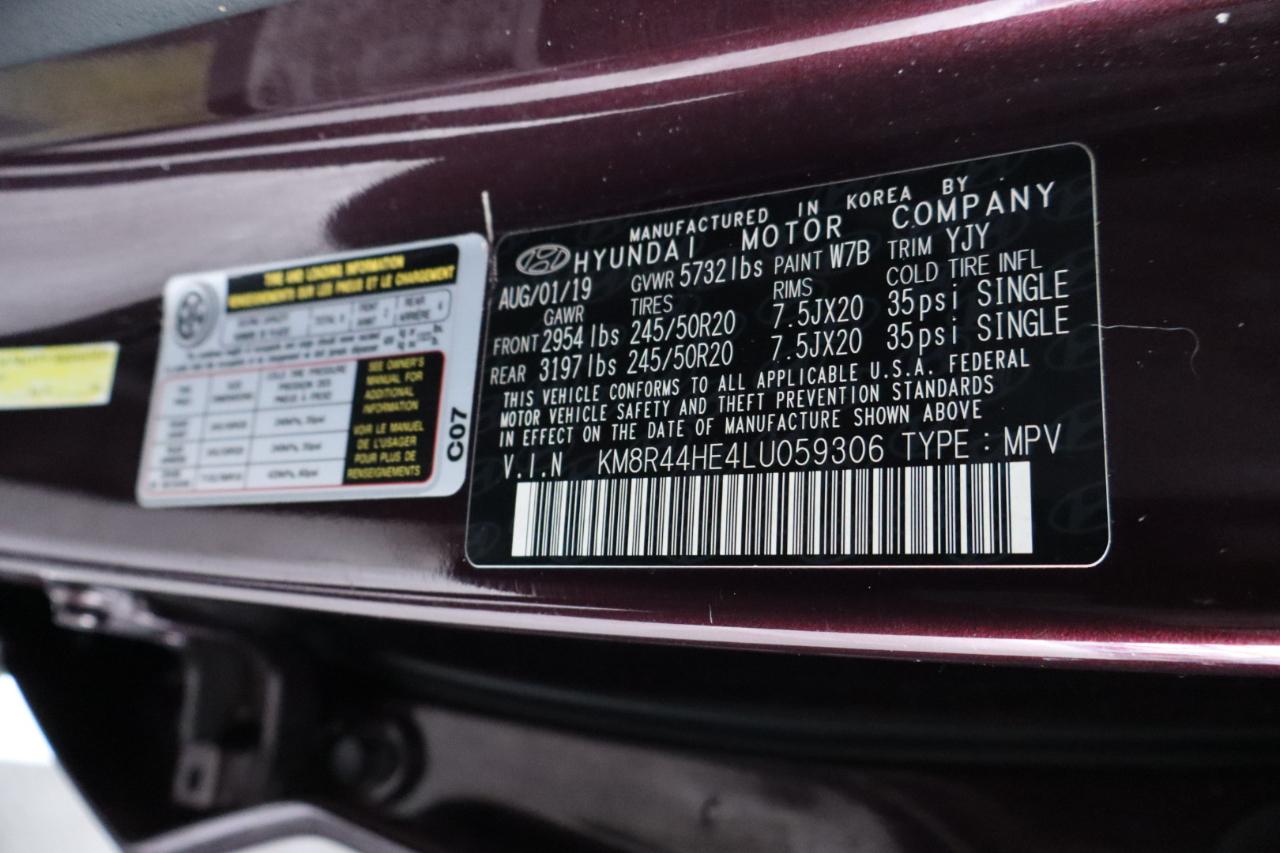 MANUFACTURED IN KOREA BY
HYUNDAI MOTOR COMPANY
AUG/01/19 GVWR 5732lbs PAINT W7B TRIM YJY
GAWR TIRES RIMS COLD TIRE INFL
FRONT 2954 lbs 245/50R20 7.5JX20 35psi SINGLE
REAR 3197 lbs 245/50R20 7.5JX20 35psi SINGLE
THIS VEHICLE CONFORMS TO ALL APPLICABLE U.S.A. FEDERAL
MOTOR VEHICLE SAFETY AND THEFT PREVENTION STANDARDS
IN EFFECT ON THE DATE OF MANUFACTURE SHOWN ABOVE
V.I.N KM8R44HE4LU059306 TYPE : MPV
TIRE AND LOADING INFORMATION
RENSEIGNEMENTS SUR LES PNEUS ET LE CHARGEMENT
SEE OWNER'S
MANUAL FOR
ADDITIONAL
INFORMATION
VOIR LE MANUEL
DE L'USAGER
POUR PLUS DE
RENSEIGNEMENTS
C07